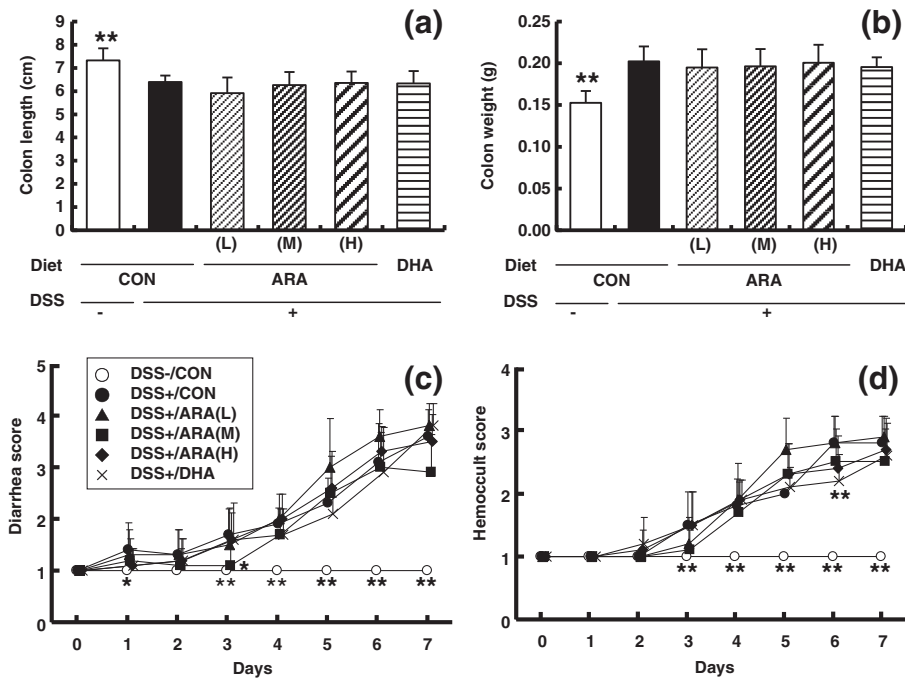 (a)
Colon length (cm)
9
8
7
6
5
4
3
2
1
0
**
(L) (M) (H)
Diet CON ARA DHA
DSS - +
(b)
Colon weight (g)
0.25
0.20
0.15
0.10
0.05
0.00
**
(L) (M) (H)
Diet CON ARA DHA
DSS - +
(c)
Diarrhea score
5
4
3
2
1
0
DSS-/CON
DSS+/CON
DSS+/ARA(L)
DSS+/ARA(M)
DSS+/ARA(H)
DSS+/DHA
*
* ** ** ** ** **
0 1 2 3 4 5 6 7
Days
(d)
Hemoccult score
4
3
2
1
0
**
** ** ** ** **
0 1 2 3 4 5 6 7
Days